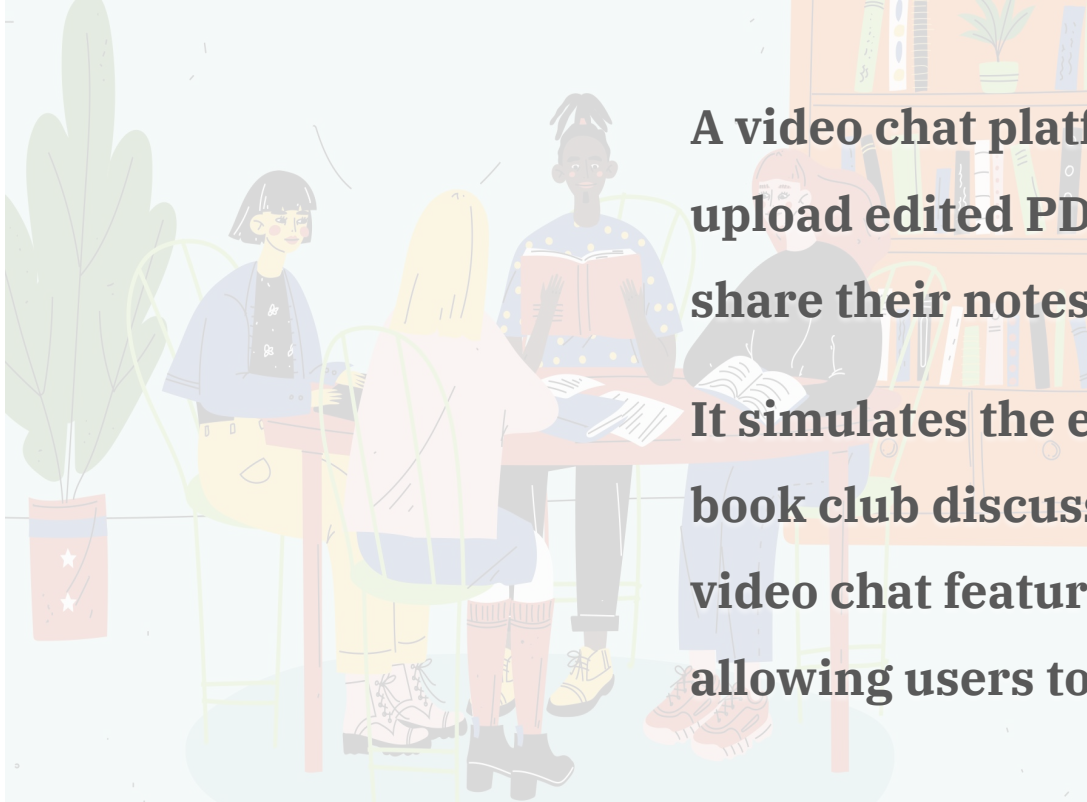 A video chat platf
upload edited PD
share their notes
It simulates the e
book club discuss
video chat featur
allowing users to